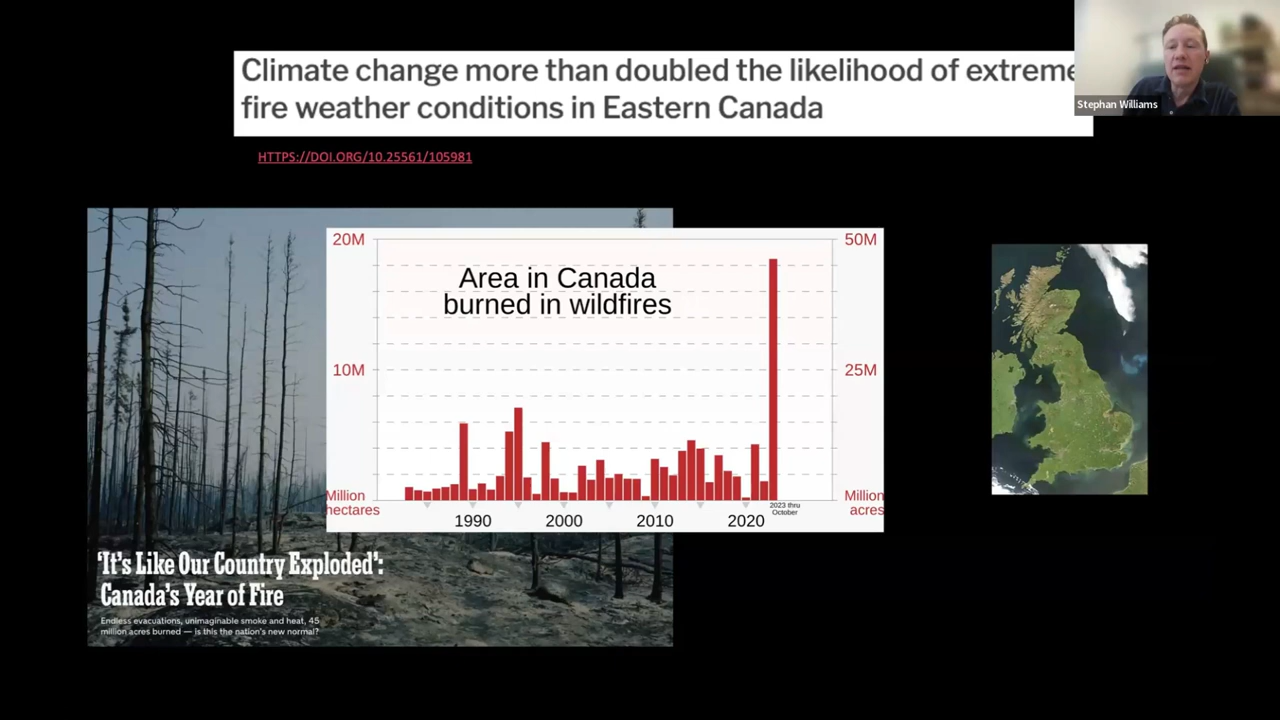 Climate change more than doubled the likelihood of extreme
fire weather conditions in Eastern Canada
Stephan Williams
HTTPS://DOI.ORG/10.25561/105981
20M
50M
Area in Canada
burned in wildfires
10M
25M
Million
hectares
Million
acres
2023 thru
October
1990
2000
2010
2020
‘It’s Like Our Country Exploded’:
Canada’s Year of Fire
Endless evacuations, unimaginable smoke and heat, 45
million acres burned — is this the nation’s new normal?